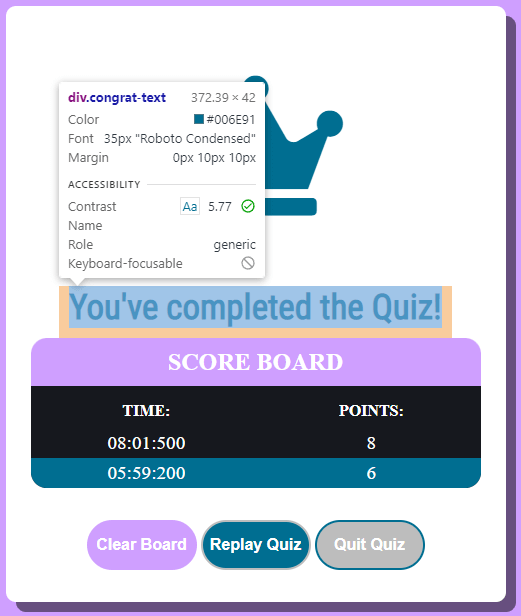 div.congrat-text 372.39 × 42
Color #006E91
Font 35px "Roboto Condensed"
Margin 0px 10px 10px
ACCESSIBILITY
Contrast Aa 5.77
Name
Role generic
Keyboard-focusable
You've completed the Quiz!
SCORE BOARD
TIME: POINTS:
08:01:500 8
05:59:200 6
Clear Board Replay Quiz Quit Quiz